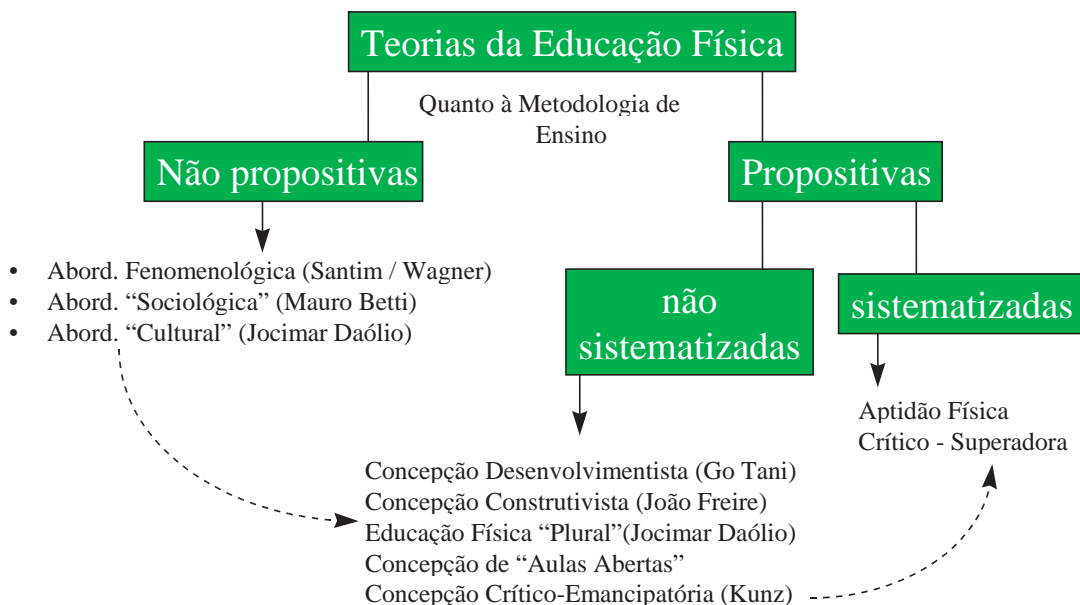 Teorias da Educação Física
Quanto à Metodologia de
Ensino
Não propositivas
Propositivas
• Abord. Fenomenológica (Santim / Wagner)
• Abord. “Sociológica” (Mauro Betti)
• Abord. “Cultural” (Jocimar Daólio)
não
sistematizadas
sistematizadas
Aptidão Física
Crítico - Superadora
Concepção Desenvolvimentista (Go Tani)
Concepção Construtivista (João Freire)
Educação Física “Plural”(Jocimar Daólio)
Concepção de “Aulas Abertas”
Concepção Crítico-Emancipatória (Kunz)